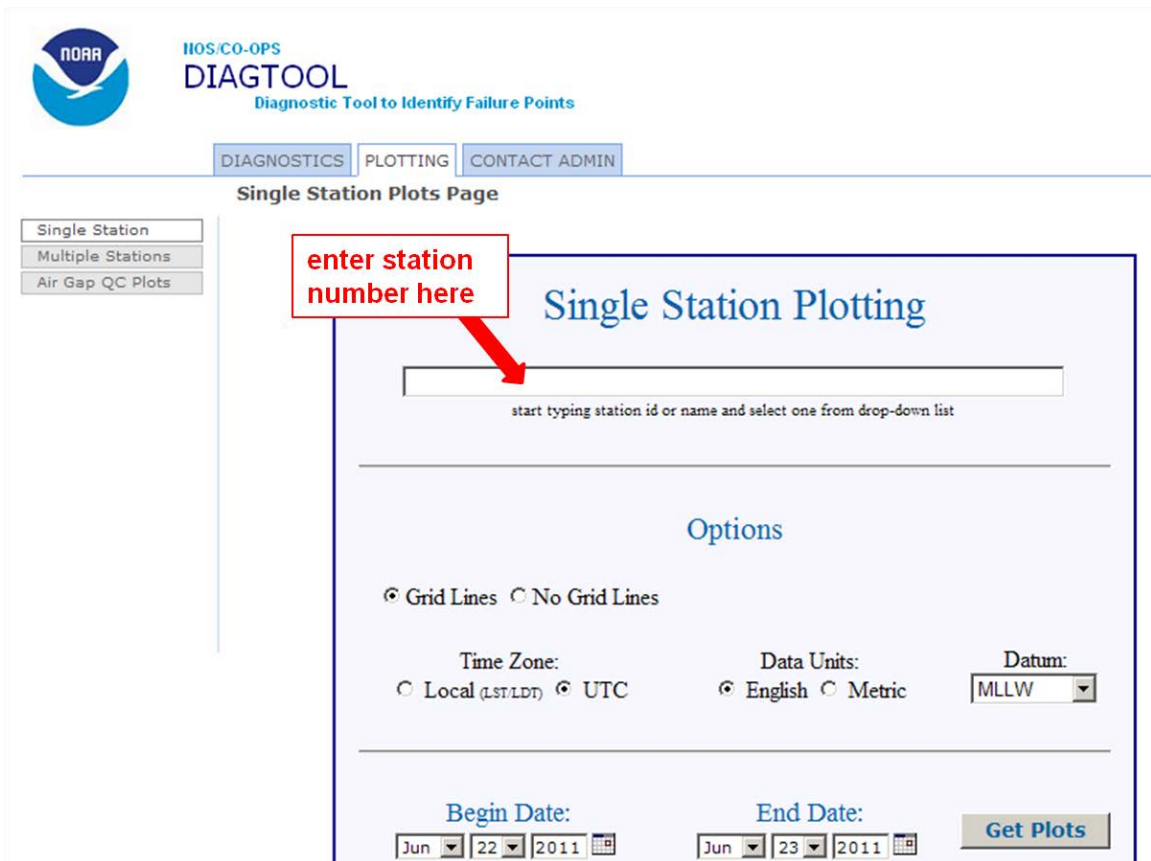 NOAA
NOS/CO-OPS
DIAGTOOL
Diagnostic Tool to Identify Failure Points
DIAGNOSTICS PLOTTING CONTACT ADMIN
Single Station Plots Page
Single Station
Multiple Stations
Air Gap QC Plots
enter station
number here
Single Station Plotting
start typing station id or name and select one from drop-down list
Options
Grid Lines No Grid Lines
Time Zone: Data Units: Datum:
Local (LST/LDT) UTC English Metric MLLW
Begin Date: End Date:
Jun 22 2011 Jun 23 2011 Get Plots